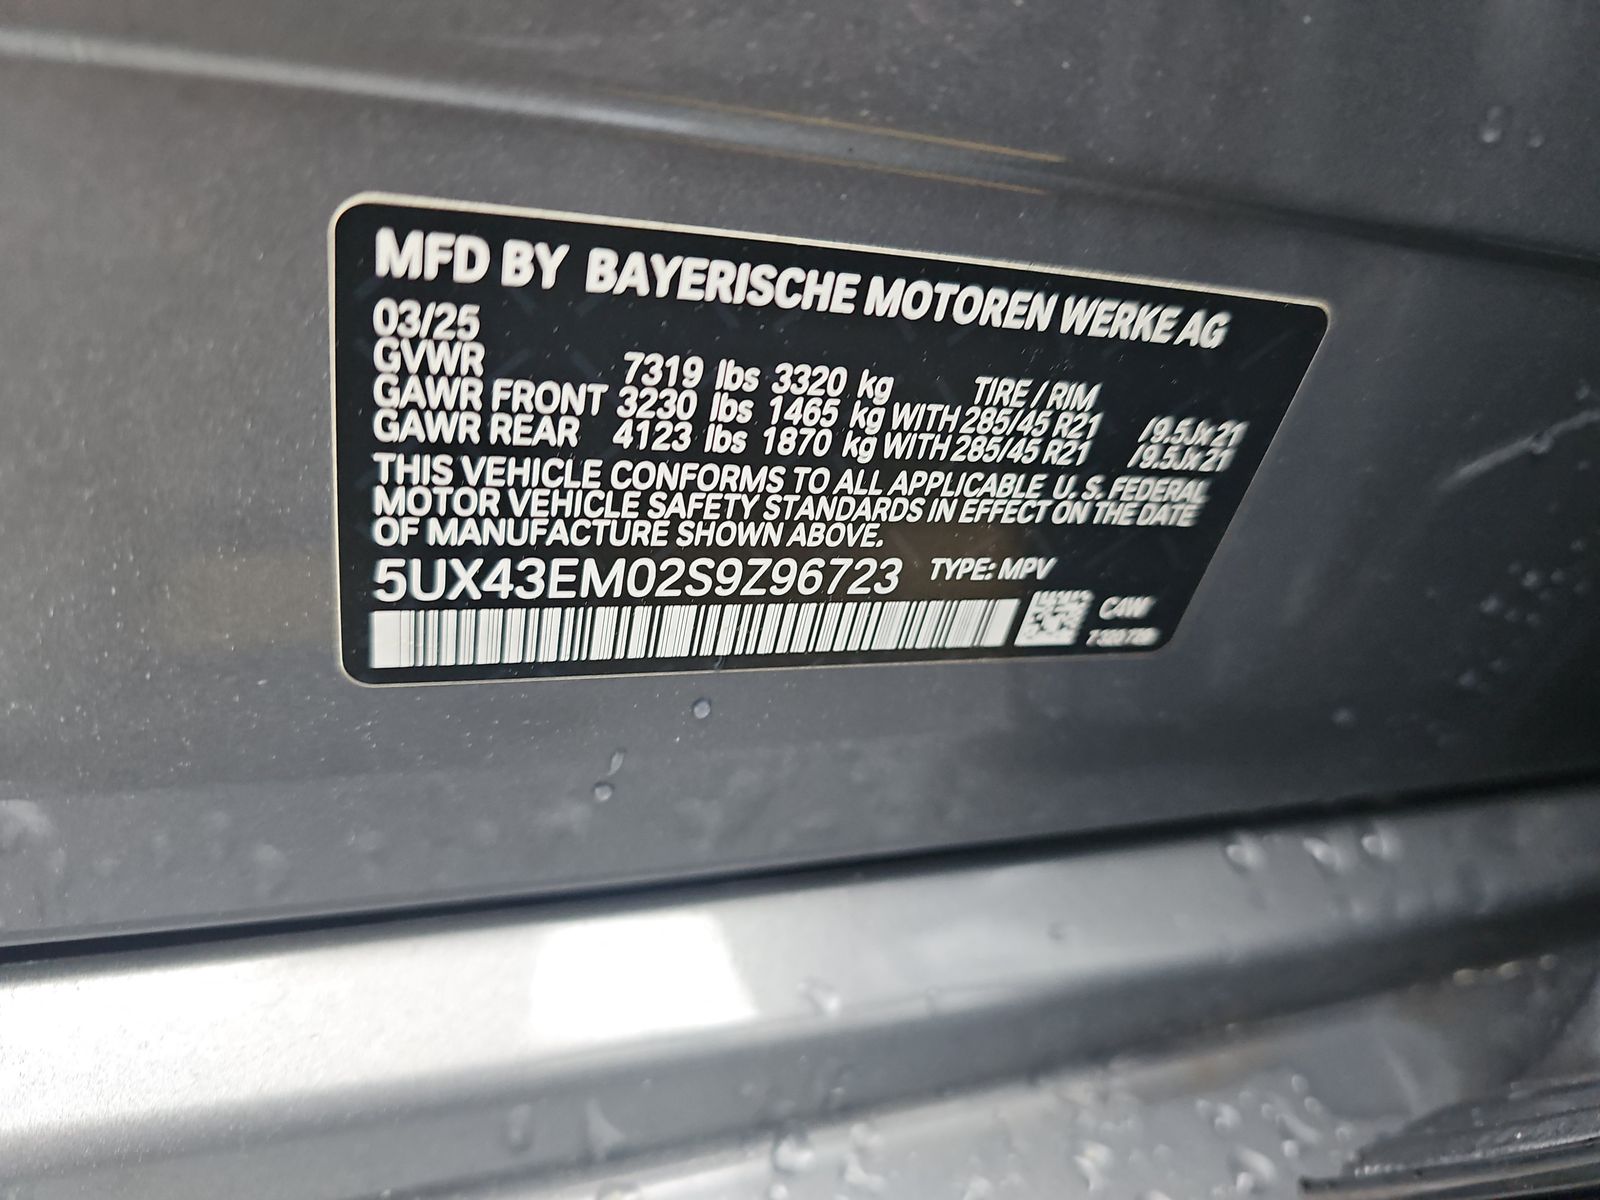 MFD BY BAYERISCHE MOTOREN WERKE AG
03/25
GVWR 7319 lbs 3320 kg TIRE / RIM
GAWR FRONT 3230 lbs 1465 kg WITH 285/45 R21 /9.5Jx21
GAWR REAR 4123 lbs 1870 kg WITH 285/45 R21 /9.5Jx21
THIS VEHICLE CONFORMS TO ALL APPLICABLE U.S. FEDERAL
MOTOR VEHICLE SAFETY STANDARDS IN EFFECT ON THE DATE
OF MANUFACTURE SHOWN ABOVE.
5UX43EM02S9Z96723 TYPE: MPV
C4W